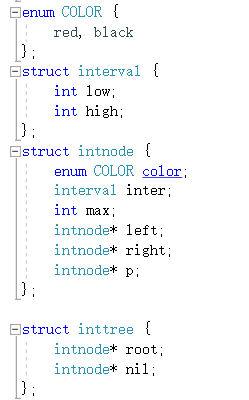 enum COLOR {
    red, black
};
struct interval {
    int low;
    int high;
};
struct intnode {
    enum COLOR color;
    interval inter;
    int max;
    intnode* left;
    intnode* right;
    intnode* p;
};

struct inttree {
    intnode* root;
    intnode* nil;
};